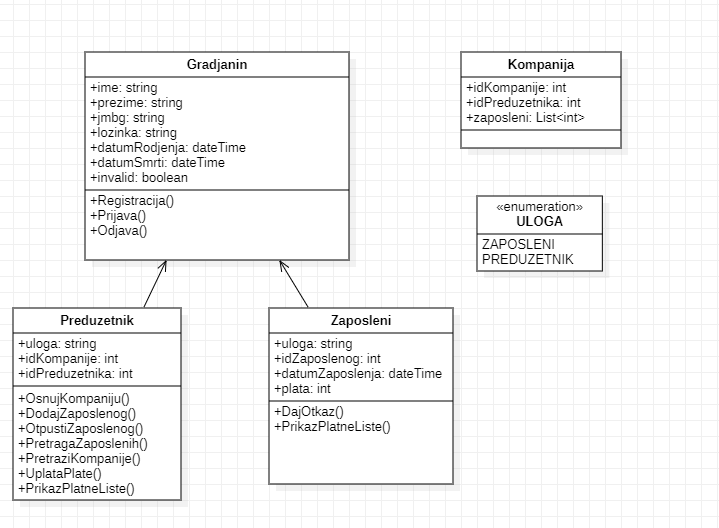 Gradjanin
+ime: string
+prezime: string
+jmbg: string
+lozinka: string
+datumRodjenja: dateTime
+datumSmrti: dateTime
+invalid: boolean
+Registracija()
+Prijava()
+Odjava()
Kompanija
+idKompanije: int
+idPreduzetnika: int
+zaposleni: List<int>
«enumeration»
ULOGA
ZAPOSLENI
PREDUZETNIK
Preduzetnik
+uloga: string
+idKompanije: int
+idPreduzetnika: int
+OsnujKompaniju()
+DodajZaposlenog()
+OtpustiZaposlenog()
+PretragaZaposlenih()
+PretraziKompanije()
+UplataPlate()
+PrikazPlatneListe()
Zaposleni
+uloga: string
+idZaposlenog: int
+datumZaposlenja: dateTime
+plata: int
+DajOtkaz()
+PrikazPlatneListe()